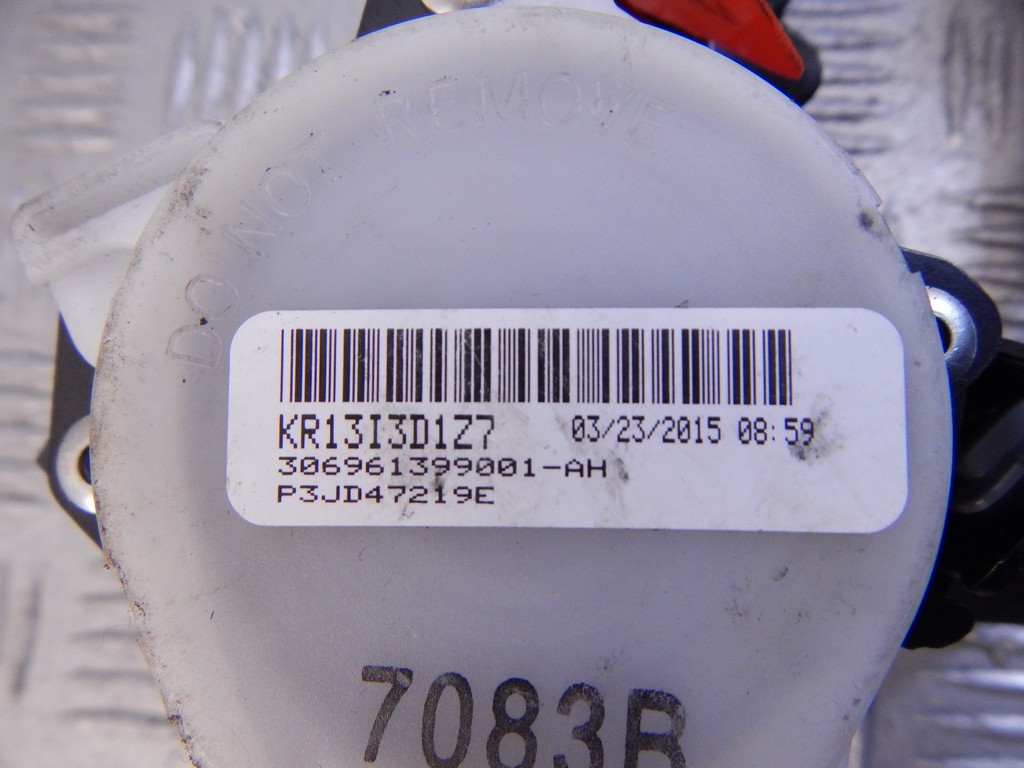 DO NOT REMOVE
KR13I3D1Z7 03/23/2015 08:59
306961399001-AH
P3JD47219E
7083B